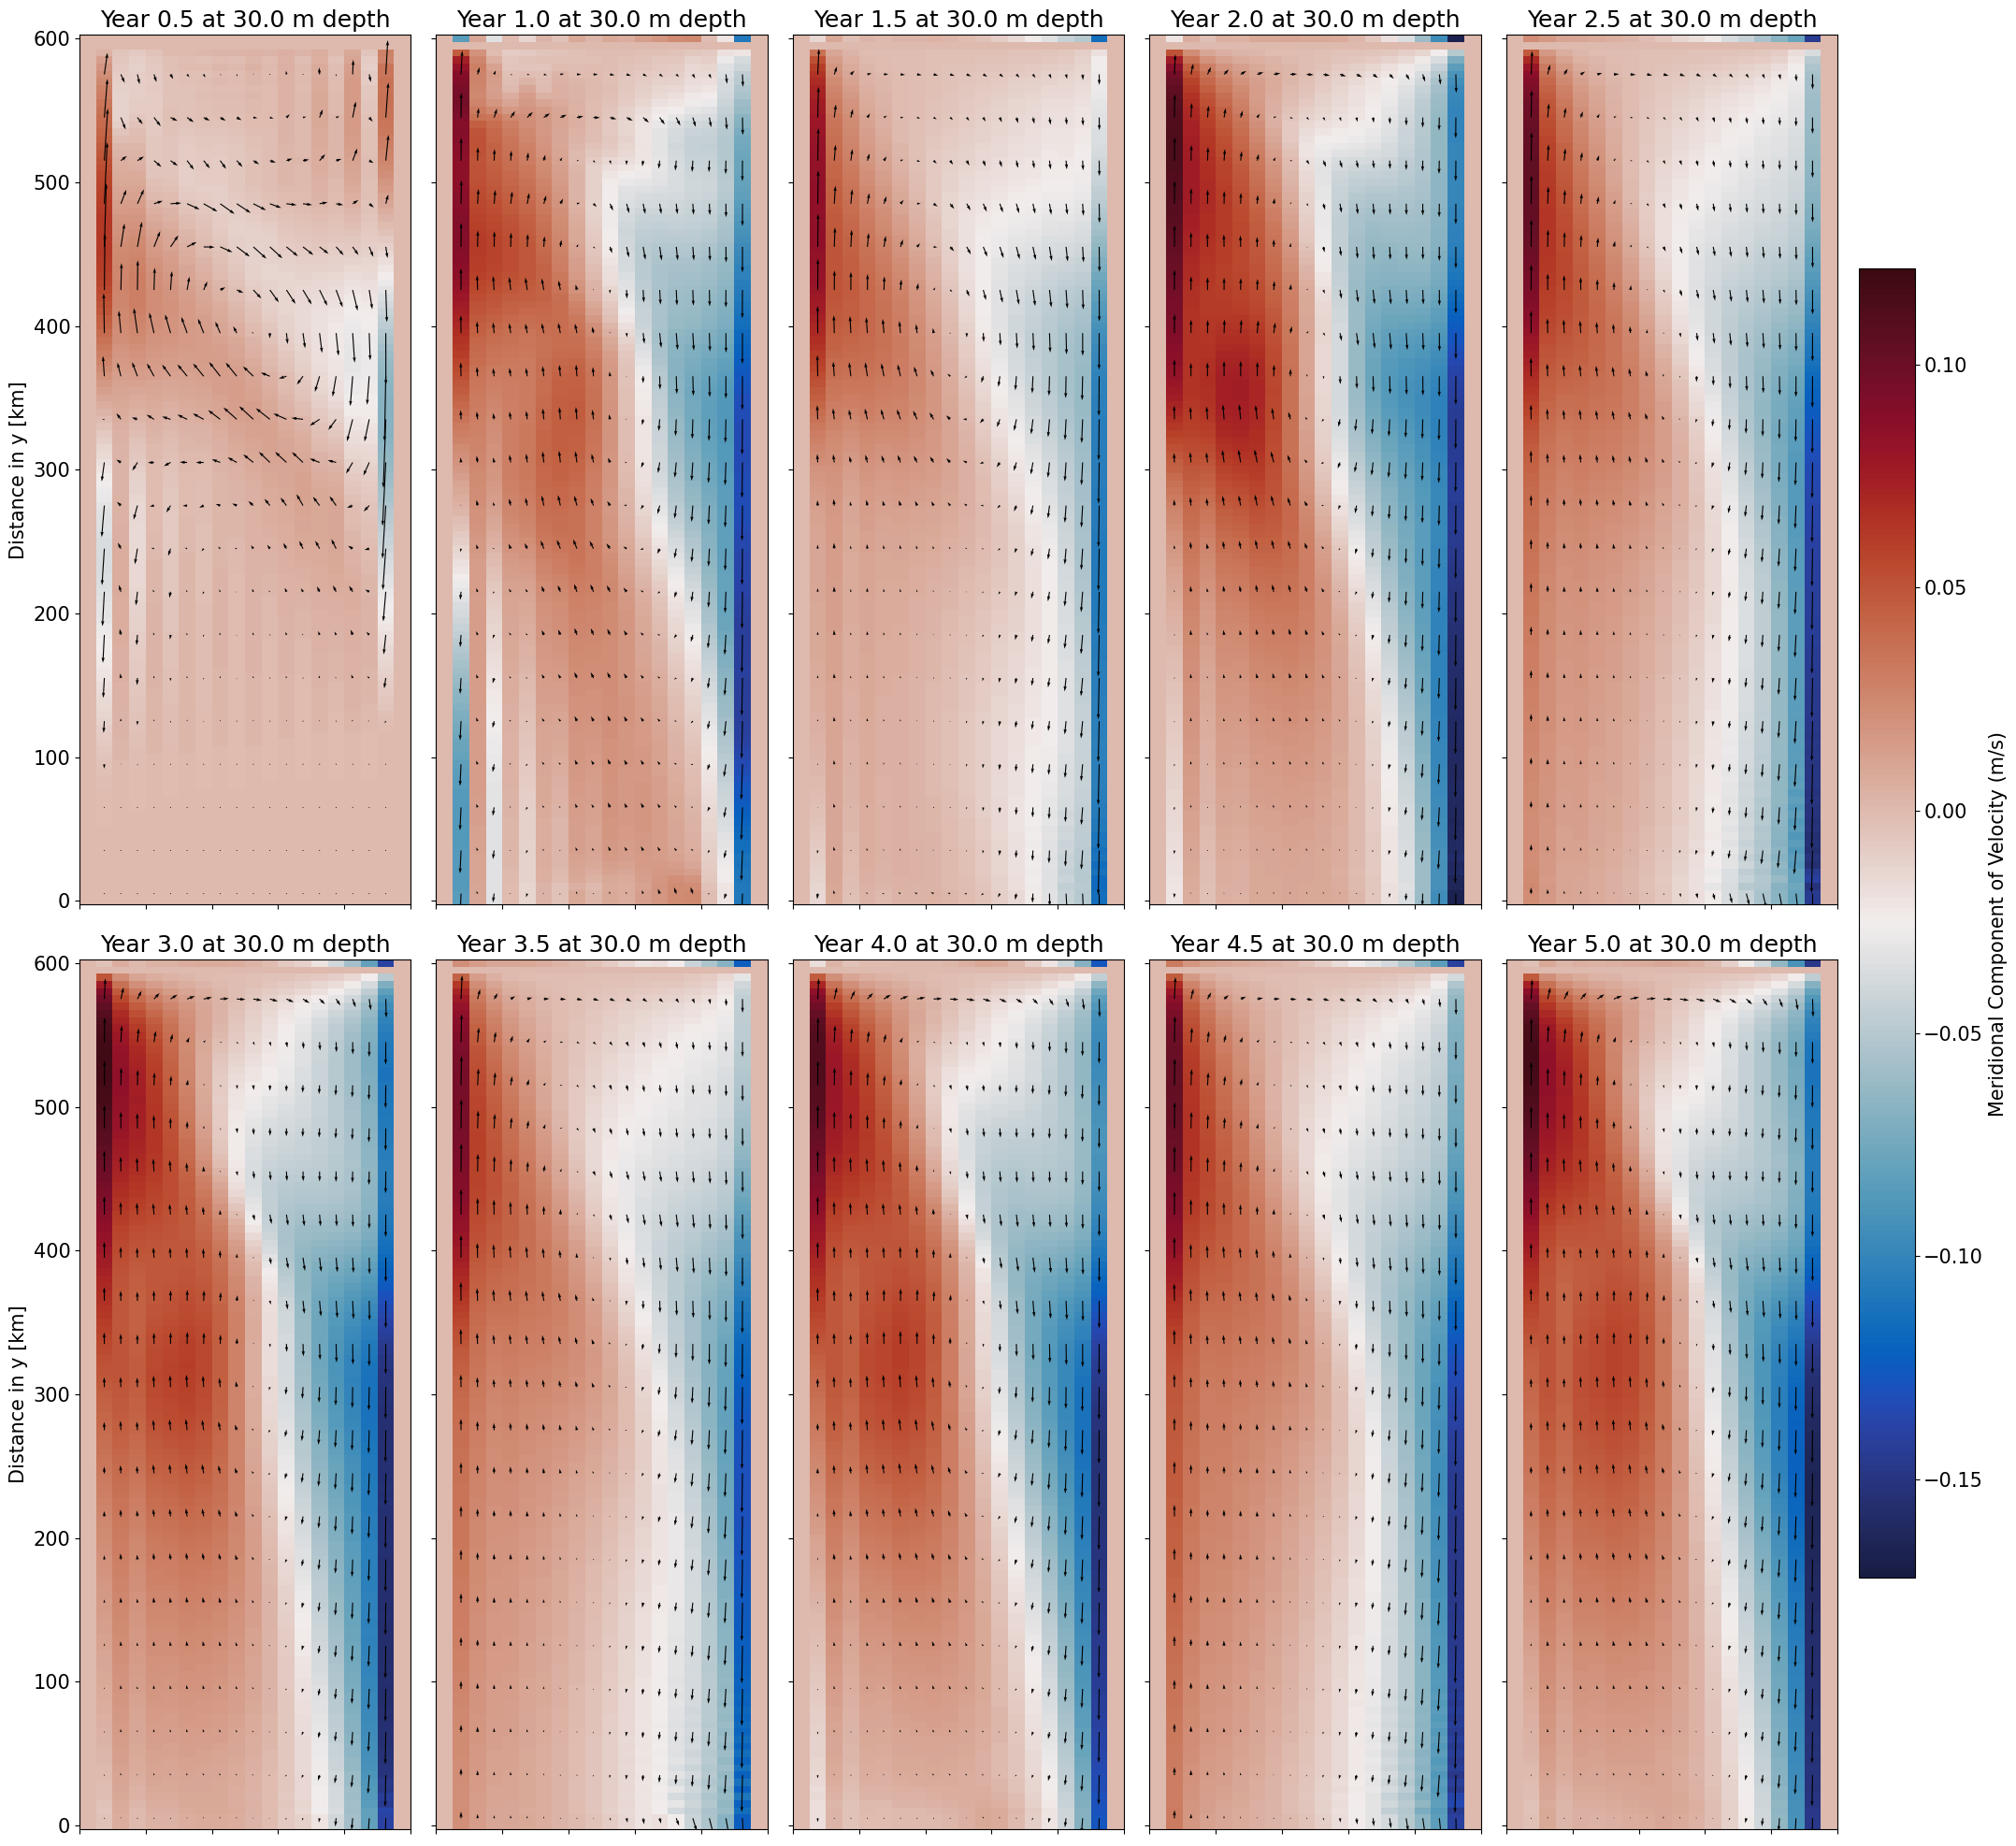 Year 0.5 at 30.0 m depth
Year 1.0 at 30.0 m depth
Year 1.5 at 30.0 m depth
Year 2.0 at 30.0 m depth
Year 2.5 at 30.0 m depth
600
500
400
300
200
100
0
Distance in y [km]
Year 3.0 at 30.0 m depth
Year 3.5 at 30.0 m depth
Year 4.0 at 30.0 m depth
Year 4.5 at 30.0 m depth
Year 5.0 at 30.0 m depth
600
500
400
300
200
100
0
Distance in y [km]
0.10
0.05
0.00
−0.05
−0.10
−0.15
Meridional Component of Velocity (m/s)